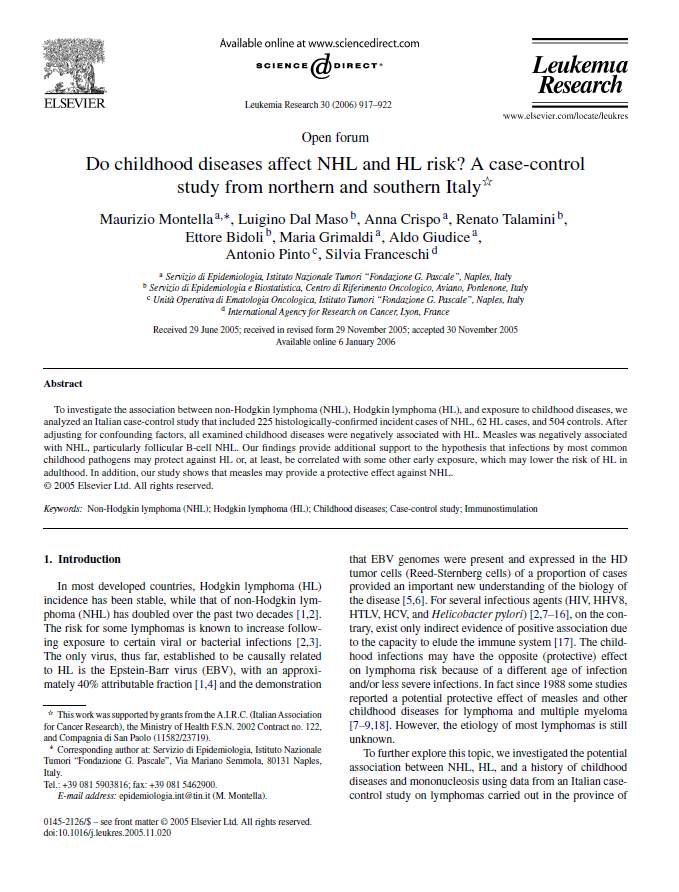 ELSEVIER
Available online at www.sciencedirect.com
SCIENCE DIRECT®
Leukemia Research 30 (2006) 917–922
Leukemia
Research
www.elsevier.com/locate/leukres
Open forum
Do childhood diseases affect NHL and HL risk? A case-control
study from northern and southern Italy☆
Maurizio Montella a,∗, Luigino Dal Maso b, Anna Crispo a, Renato Talamini b,
Ettore Bidoli b, Maria Grimaldi a, Aldo Giudice a,
Antonio Pinto c, Silvia Franceschi d
a Servizio di Epidemiologia, Istituto Nazionale Tumori “Fondazione G. Pascale”, Naples, Italy
b Servizio di Epidemiologia e Biostatistica, Centro di Riferimento Oncologico, Aviano, Pordenone, Italy
c Unità Operativa di Ematologia Oncologica, Istituto Tumori “Fondazione G. Pascale”, Naples, Italy
d International Agency for Research on Cancer, Lyon, France
Received 29 June 2005; received in revised form 29 November 2005; accepted 30 November 2005
Available online 6 January 2006
Abstract
To investigate the association between non-Hodgkin lymphoma (NHL), Hodgkin lymphoma (HL), and exposure to childhood diseases, we
analyzed an Italian case-control study that included 225 histologically-confirmed incident cases of NHL, 62 HL cases, and 504 controls. After
adjusting for confounding factors, all examined childhood diseases were negatively associated with HL. Measles was negatively associated
with NHL, particularly follicular B-cell NHL. Our findings provide additional support to the hypothesis that infections by most common
childhood pathogens may protect against HL or, at least, be correlated with some other early exposure, which may lower the risk of HL in
adulthood. In addition, our study shows that measles may provide a protective effect against NHL.
© 2005 Elsevier Ltd. All rights reserved.
Keywords: Non-Hodgkin lymphoma (NHL); Hodgkin lymphoma (HL); Childhood diseases; Case-control study; Immunostimulation
1. Introduction
In most developed countries, Hodgkin lymphoma (HL)
incidence has been stable, while that of non-Hodgkin lym-
phoma (NHL) has doubled over the past two decades [1,2].
The risk for some lymphomas is known to increase follow-
ing exposure to certain viral or bacterial infections [2,3].
The only virus, thus far, established to be causally related
to HL is the Epstein-Barr virus (EBV), with an approxi-
mately 40% attributable fraction [1,4] and the demonstration
☆ This work was supported by grants from the A.I.R.C. (Italian Association
for Cancer Research), the Ministry of Health F.S.N. 2002 Contract no. 122,
and Compagnia di San Paolo (11582/23719).
∗ Corresponding author at: Servizio di Epidemiologia, Istituto Nazionale
Tumori “Fondazione G. Pascale”, Via Mariano Semmola, 80131 Naples,
Italy.
Tel.: +39 081 5903816; fax: +39 081 5462900.
E-mail address: epidemiologia.int@tin.it (M. Montella).
0145-2126/$ – see front matter © 2005 Elsevier Ltd. All rights reserved.
doi:10.1016/j.leukres.2005.11.020
that EBV genomes were present and expressed in the HD
tumor cells (Reed-Sternberg cells) of a proportion of cases
provided an important new understanding of the biology of
the disease [5,6]. For several infectious agents (HIV, HHV8,
HTLV, HCV, and Helicobacter pylori) [2,7–16], on the con-
trary, exist only indirect evidence of positive association due
to the capacity to elude the immune system [17]. The child-
hood infections may have the opposite (protective) effect
on lymphoma risk because of a different age of infection
and/or less severe infections. In fact since 1988 some studies
reported a potential protective effect of measles and other
childhood diseases for lymphoma and multiple myeloma
[7–9,18]. However, the etiology of most lymphomas is still
unknown.
To further explore this topic, we investigated the potential
association between NHL, HL, and a history of childhood
diseases and mononucleosis using data from an Italian case-
control study on lymphomas carried out in the province of